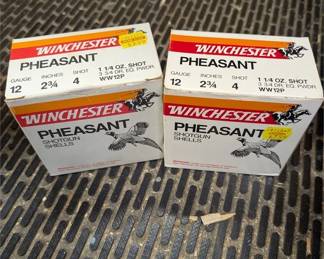 WINCHESTER
PHEASANT
GAUGE INCHES SHOT
12 2¾ 4
1 1/4 OZ. SHOT
3 3/4 DR. EQ. PWDR.
WW12P
WINCHESTER
PHEASANT
SHOTGUN
SHELLS
WINCHESTER
PHEASANT
GAUGE INCHES SHOT
12 2¾ 4
1 1/4 OZ. SHOT
3 3/4 DR. EQ. PWDR.
WW12P
WINCHESTER
PHEASANT
SHOTGUN
SHELLS